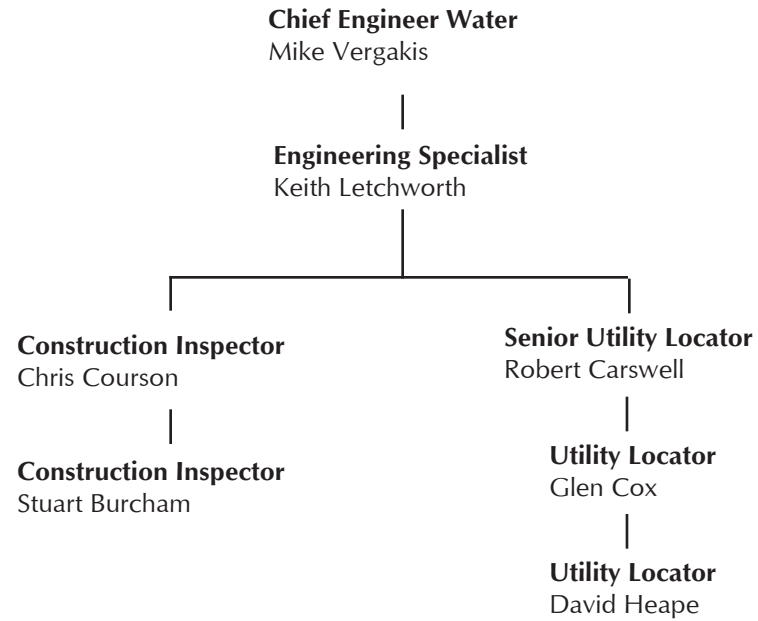 Chief Engineer Water
Mike Vergakis
Engineering Specialist
Keith Letchworth
Construction Inspector
Chris Courson
Construction Inspector
Stuart Burcham
Senior Utility Locator
Robert Carswell
Utility Locator
Glen Cox
Utility Locator
David Heape